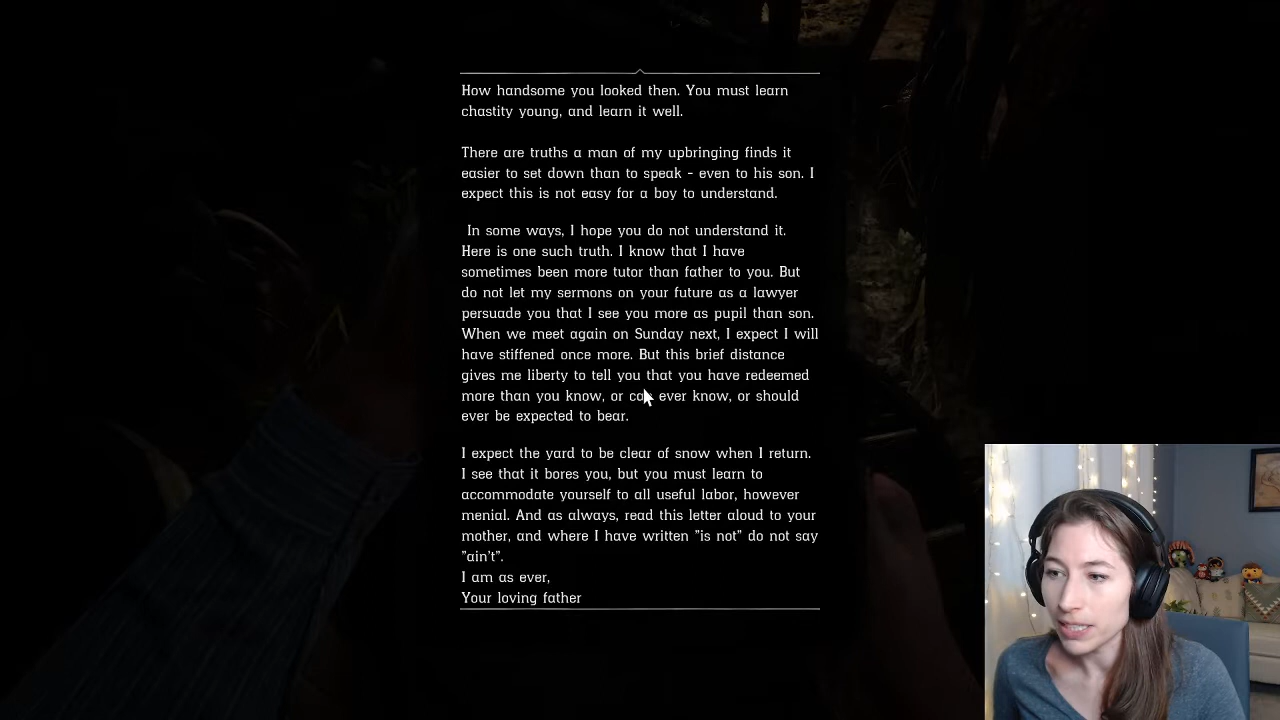 How handsome you looked then. You must learn
chastity young, and learn it well.
There are truths a man of my upbringing finds it
easier to set down than to speak - even to his son. I
expect this is not easy for a boy to understand.
In some ways, I hope you do not understand it.
Here is one such truth. I know that I have
sometimes been more tutor than father to you. But
do not let my sermons on your future as a lawyer
persuade you that I see you more as pupil than son.
When we meet again on Sunday next, I expect I will
have stiffened once more. But this brief distance
gives me liberty to tell you that you have redeemed
more than you know, or can ever know, or should
ever be expected to bear.
I expect the yard to be clear of snow when I return.
I see that it bores you, but you must learn to
accommodate yourself to all useful labor, however
menial. And as always, read this letter aloud to your
mother, and where I have written "is not" do not say
"ain't".
I am as ever,
Your loving father